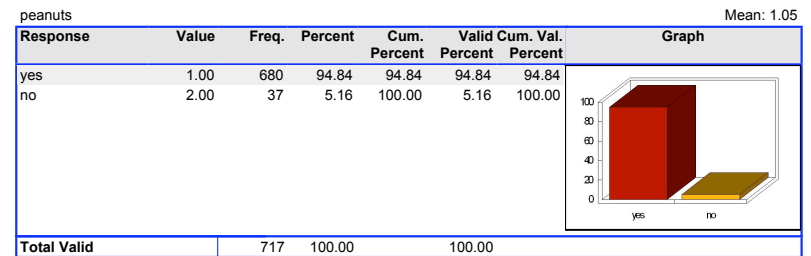 peanuts Mean: 1.05
Response Value Freq. Percent Cum. Percent Valid Percent Cum. Val. Percent Graph
yes 1.00 680 94.84 94.84 94.84 94.84
no 2.00 37 5.16 100.00 5.16 100.00
100
80
60
40
20
0
yes no
Total Valid 717 100.00 100.00